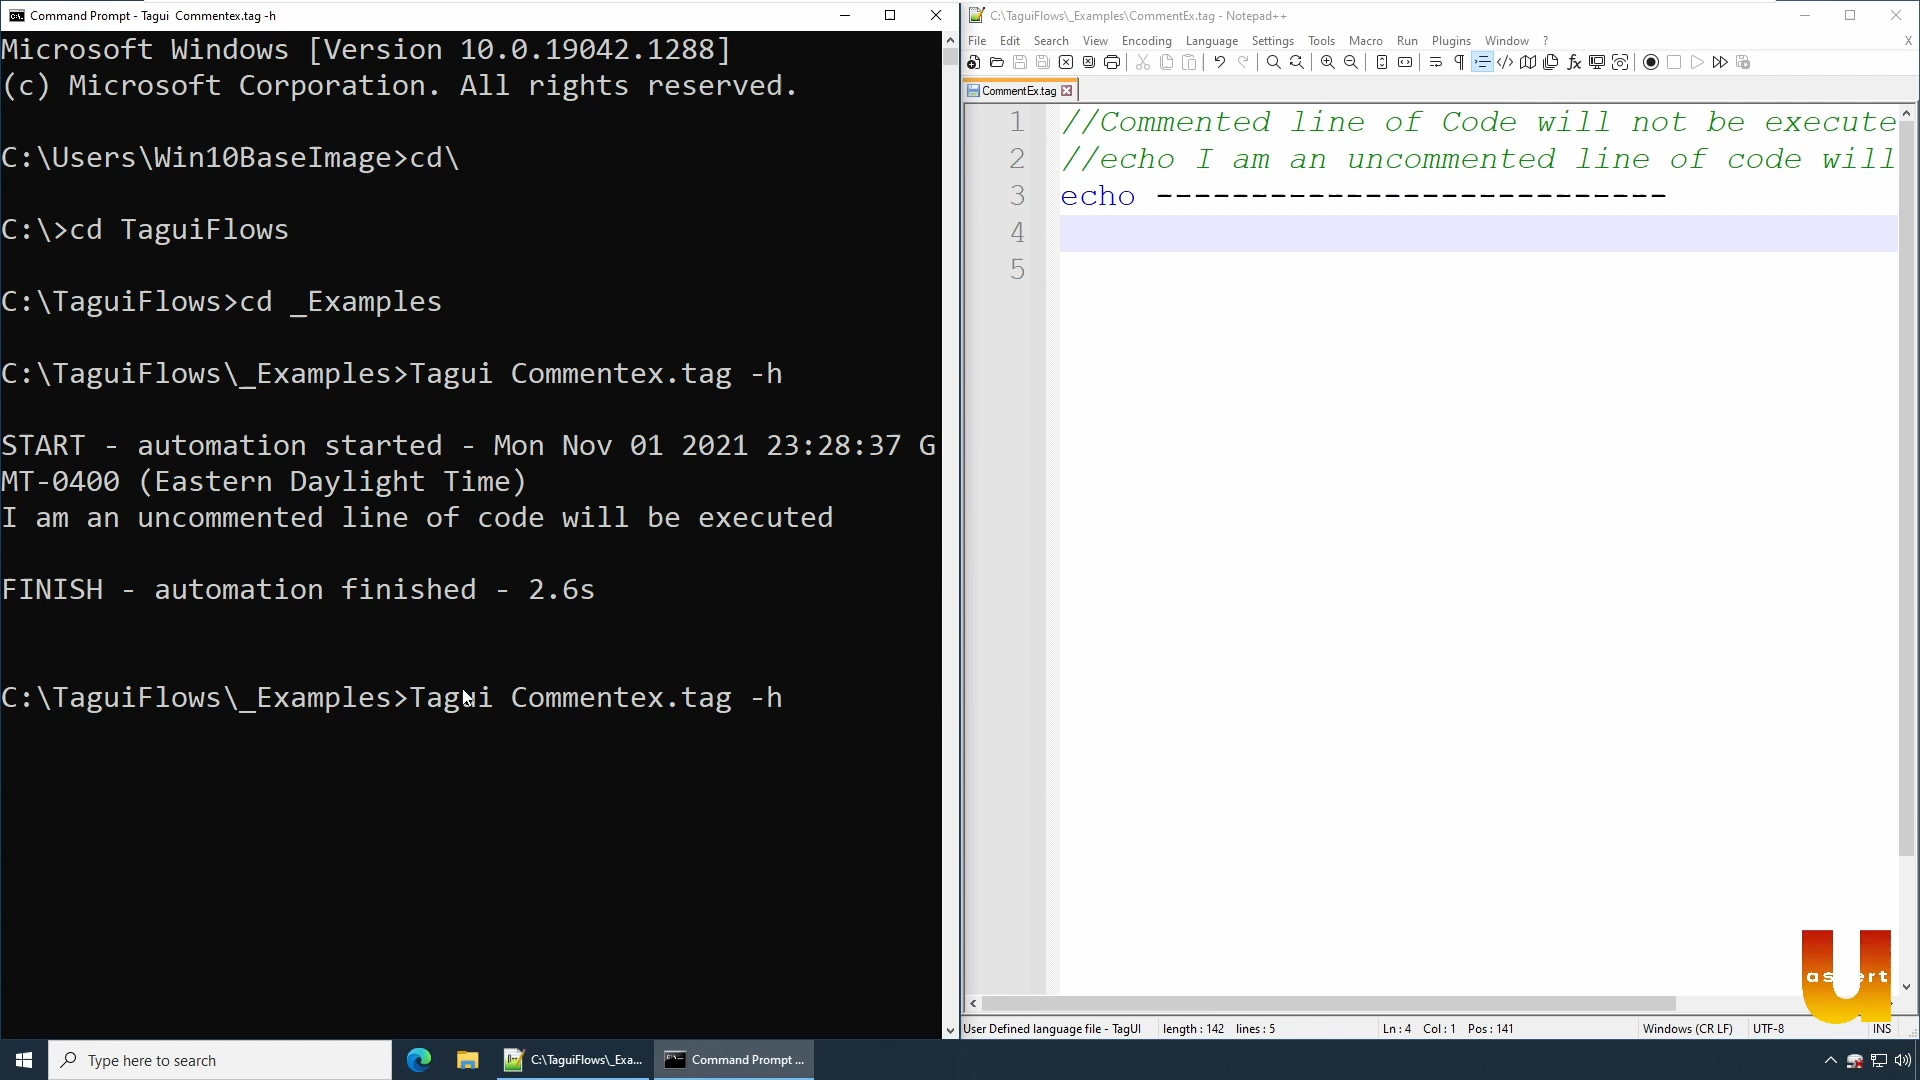 Command Prompt - Tagui  Commentex.tag -h
Microsoft Windows [Version 10.0.19042.1288]
(c) Microsoft Corporation. All rights reserved.
C:\Users\Win10BaseImage>cd\
C:\>cd TaguiFlows
C:\TaguiFlows>cd _Examples
C:\TaguiFlows\_Examples>Tagui Commentex.tag -h
START - automation started - Mon Nov 01 2021 23:28:37 G
MT-0400 (Eastern Daylight Time)
I am an uncommented line of code will be executed
FINISH - automation finished - 2.6s
C:\TaguiFlows\_Examples>Tagui Commentex.tag -h
C:\TaguiFlows\_Examples\CommentEx.tag - Notepad++
File Edit Search View Encoding Language Settings Tools Macro Run Plugins Window ? X
CommentEx.tag
1 //Commented line of Code will not be execute
2 //echo I am an uncommented line of code will
3 echo ---------------------------
4
5
User Defined language file - TagUI length : 142 lines : 5 Ln : 4 Col : 1 Pos : 141 Windows (CR LF) UTF-8 INS
Type here to search
C:\TaguiFlows\_Exa...
Command Prompt ...